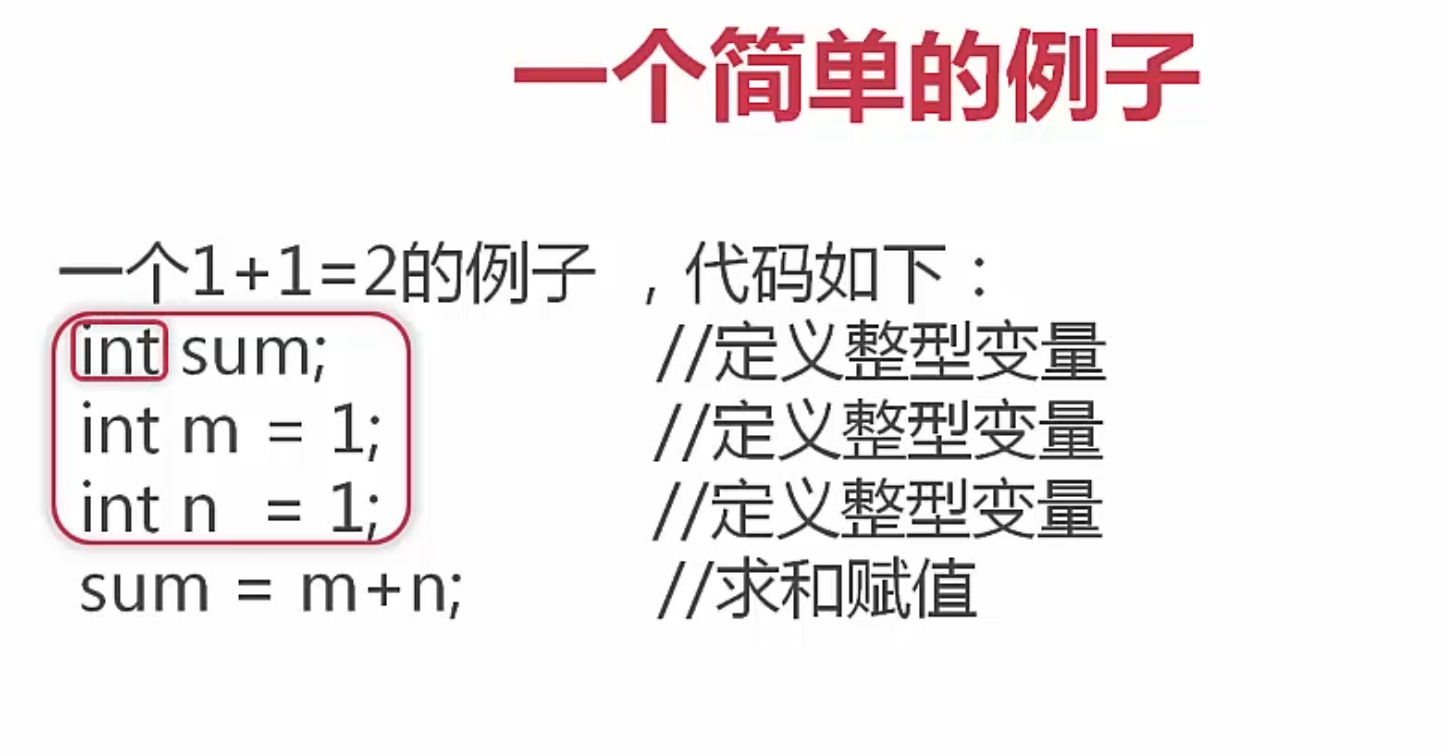 一个简单的例子
一个1+1=2的例子 ，代码如下：
int sum; //定义整型变量
int m = 1; //定义整型变量
int n = 1; //定义整型变量
sum = m+n; //求和赋值